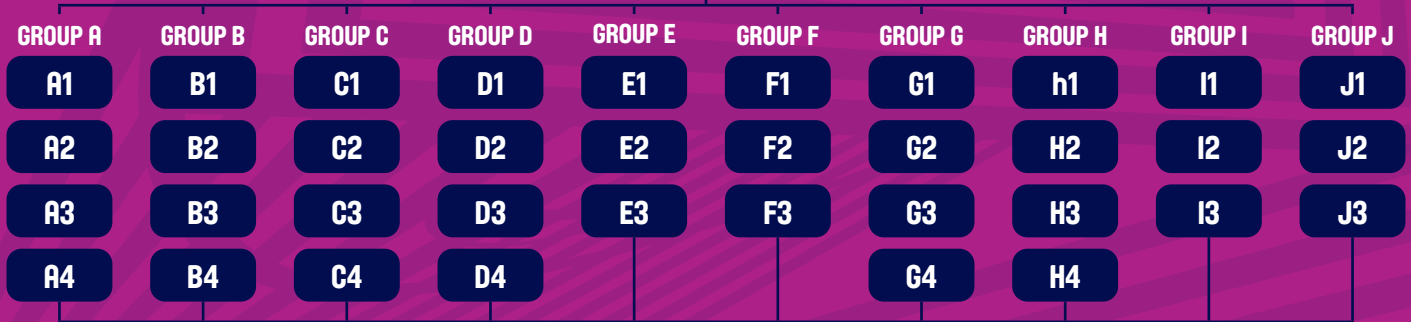 GROUP A GROUP B GROUP C GROUP D GROUP E GROUP F GROUP G GROUP H GROUP I GROUP J
A1 B1 C1 D1 E1 F1 G1 h1 I1 J1
A2 B2 C2 D2 E2 F2 G2 H2 I2 J2
A3 B3 C3 D3 E3 F3 G3 H3 I3 J3
A4 B4 C4 D4 G4 H4